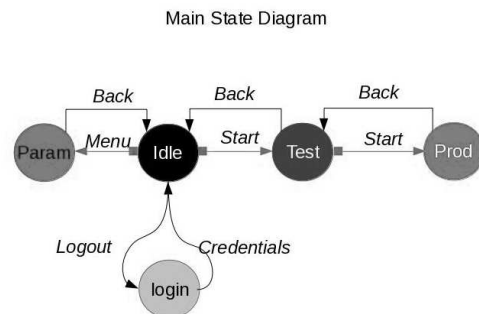 Main State Diagram
Back
Back
Back
Param
Menu
Idle
Start
Test
Start
Prod
Logout
Credentials
login